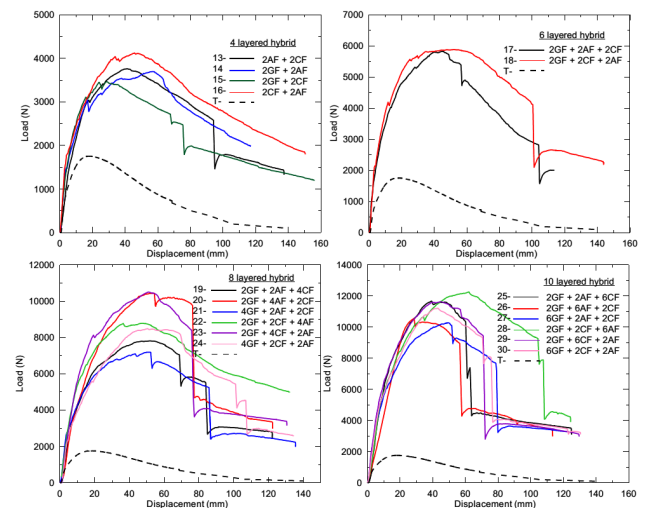 5000
4 layered hybrid
13- 2AF + 2CF
14 2GF + 2AF
15- 2GF + 2CF
16- 2CF + 2AF
T-
4000
3000
2000
1000
0
Load (N)
0 20 40 60 80 100 120 140 160
Displacement (mm)
7000
6 layered hybrid
17- 2GF + 2AF + 2CF
18- 2GF + 2CF + 2AF
T-
6000
5000
4000
3000
2000
1000
0
Load (N)
0 20 40 60 80 100 120 140 160
Displacement (mm)
12000
8 layered hybrid
19- 2GF + 2AF + 4CF
20- 2GF + 4AF + 2CF
21- 4GF + 2AF + 2CF
22- 2GF + 2CF + 4AF
23- 2GF + 4CF + 2AF
24- 4GF + 2CF + 2AF
T-
10000
8000
6000
4000
2000
0
Load (N)
0 20 40 60 80 100 120 140
Displacement (mm)
14000
10 layered hybrid
25- 2GF + 2AF + 6CF
26- 2GF + 6AF + 2CF
27- 6GF + 2AF + 2CF
28- 2GF + 2CF + 6AF
29- 2GF + 6CF + 2AF
30- 6GF + 2CF + 2AF
T-
12000
10000
8000
6000
4000
2000
0
Load (N)
0 20 40 60 80 100 120 140 160
Displacement (mm)